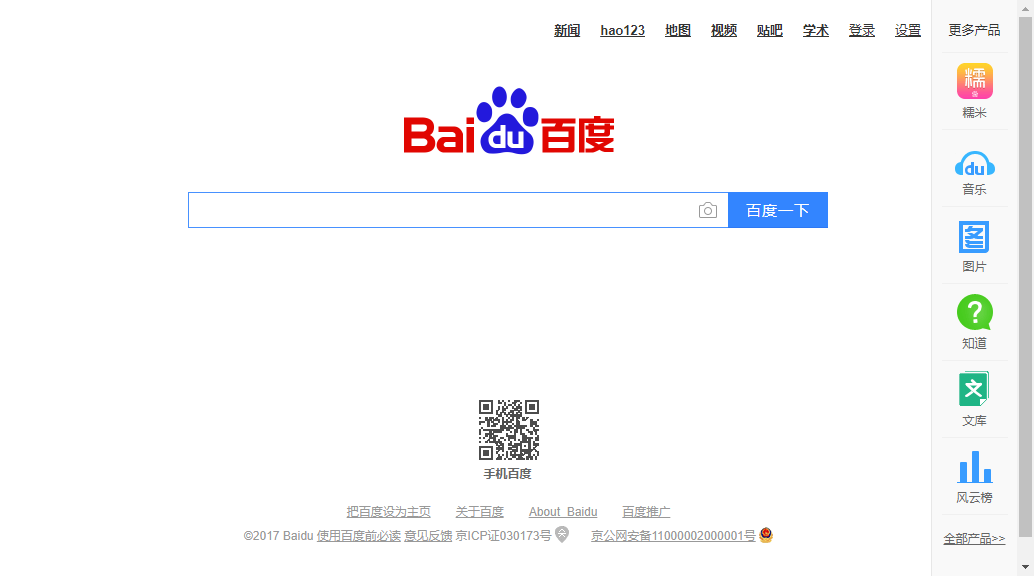 新闻 hao123 地图 视频 贴吧 学术 登录 设置 更多产品
Bai du 百度
百度一下
糯
糯米
du
音乐
图片
知道
文库
风云榜
全部产品>>
手机百度
把百度设为主页 关于百度 About Baidu 百度推广
©2017 Baidu 使用百度前必读 意见反馈 京ICP证030173号 京公网安备11000002000001号